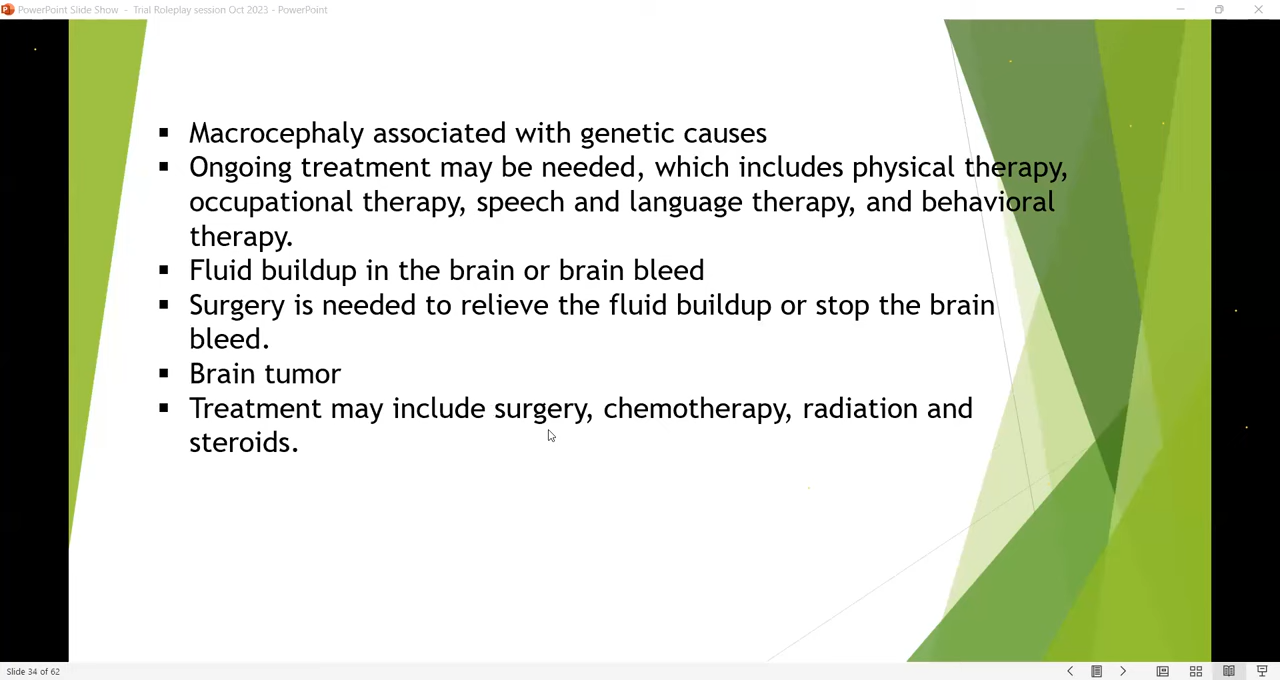 PowerPoint Slide Show - Trial Roleplay session Oct 2023 - PowerPoint
▪ Macrocephaly associated with genetic causes
▪ Ongoing treatment may be needed, which includes physical therapy,
occupational therapy, speech and language therapy, and behavioral
therapy.
▪ Fluid buildup in the brain or brain bleed
▪ Surgery is needed to relieve the fluid buildup or stop the brain
bleed.
▪ Brain tumor
▪ Treatment may include surgery, chemotherapy, radiation and
steroids.
Slide 34 of 62